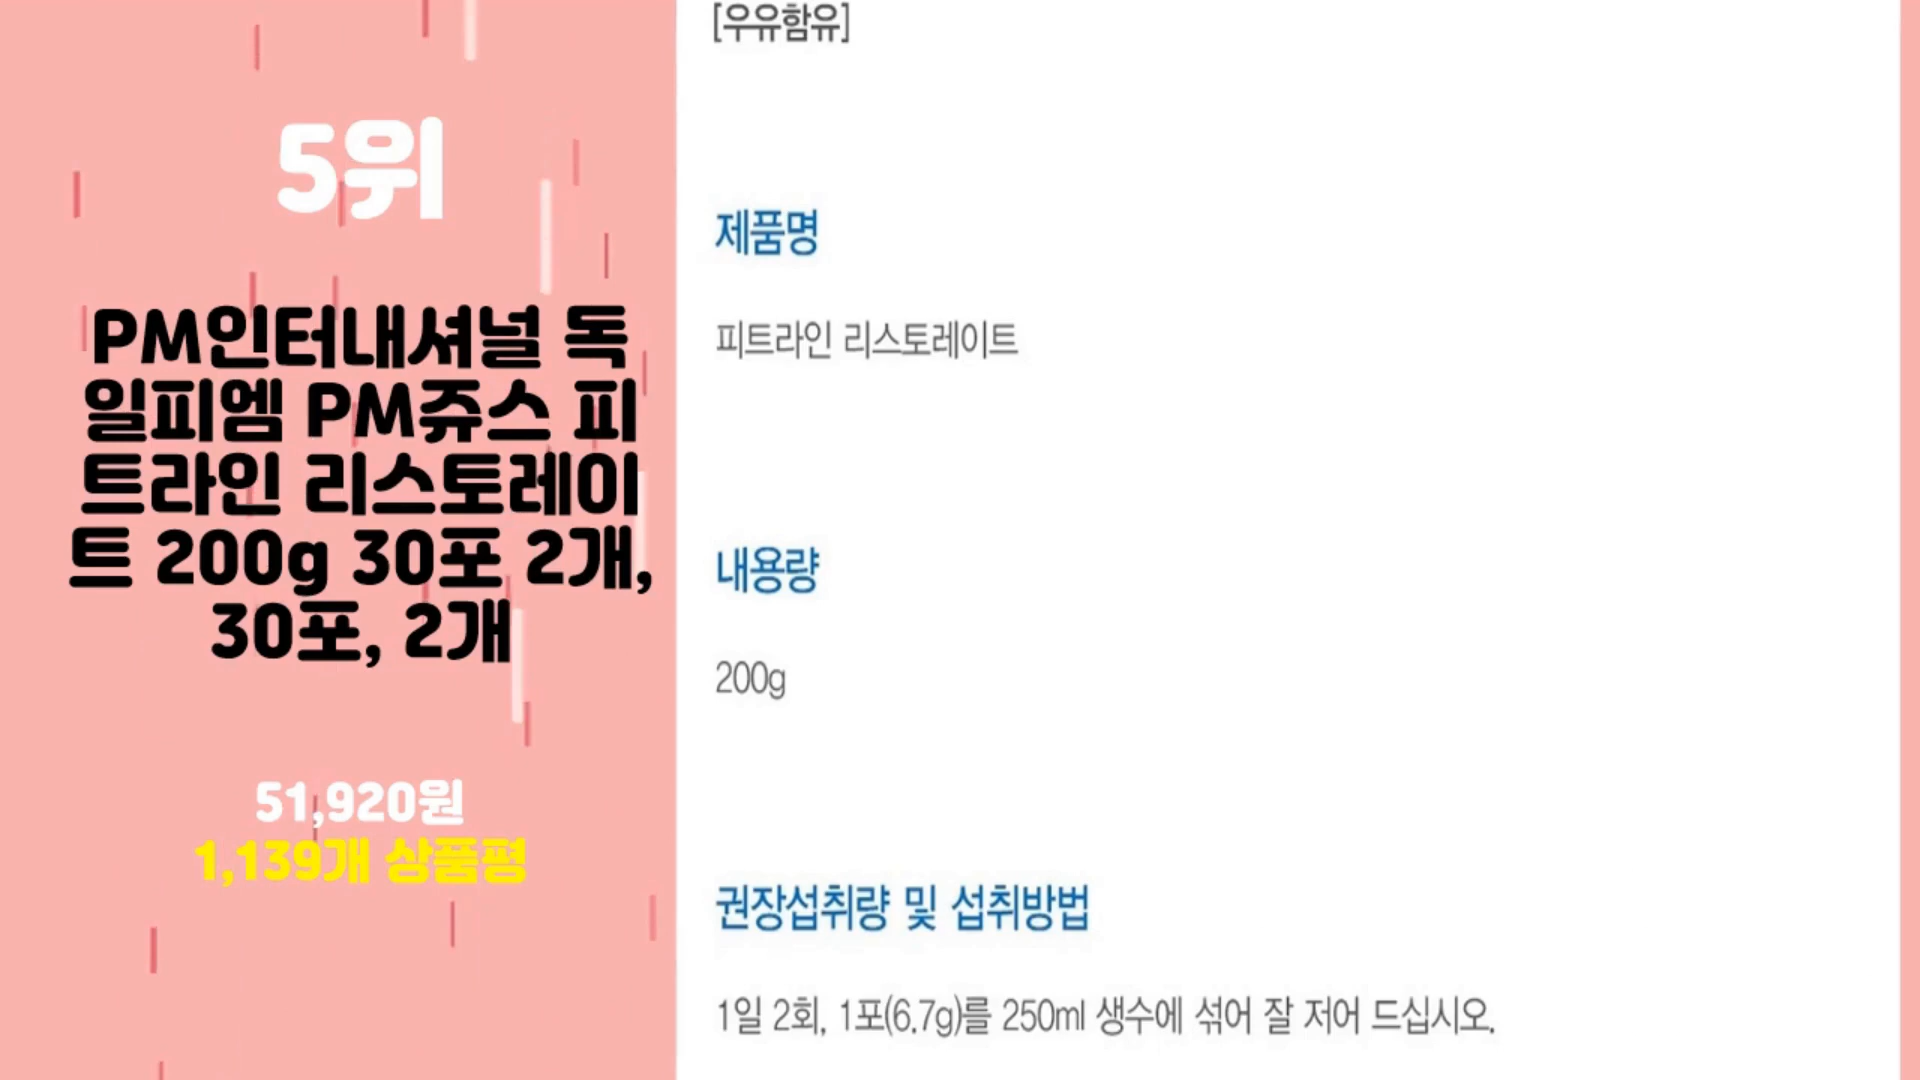 5위
PM인터내셔널 독
일피엠 PM쥬스 피
트라인 리스토레이
트 200g 30포 2개,
30포, 2개
51,920원
1,139개 상품평
[우유함유]
제품명
피트라인 리스토레이트
내용량
200g
권장섭취량 및 섭취방법
1일 2회, 1포(6.7g)를 250ml 생수에 섞어 잘 저어 드십시오.